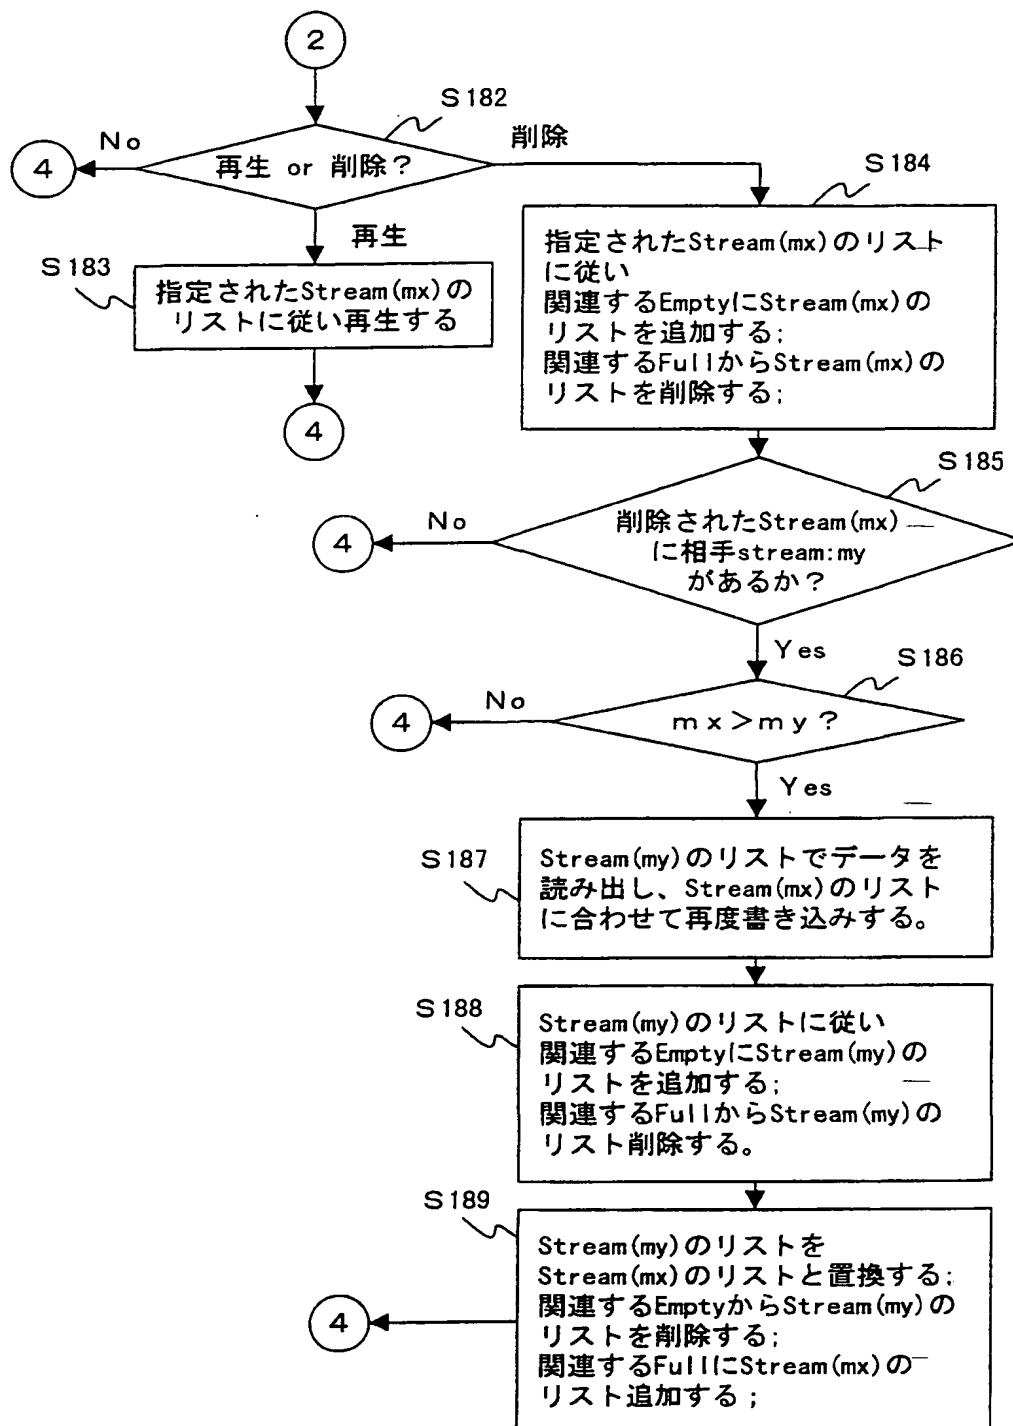 2
S182
No
削除
4
再生 or 削除？
S184
再生
S183
指定されたStream(mx)の
リストに従い再生する
指定されたStream(mx)のリスト
に従い
関連するEmptyにStream(mx)の
リストを追加する;
関連するFullからStream(mx)の
リストを削除する;
4
S185
No
4
削除されたStream(mx)
に相手stream:my
があるか？
Yes
S186
No
4
mx＞my？
Yes
S187
Stream(my)のリストでデータを
読み出し、Stream(mx)のリスト
に合わせて再度書き込みする。
S188
Stream(my)のリストに従い
関連するEmptyにStream(my)の
リストを追加する;
関連するFullからStream(my)の
リスト削除する。
S189
Stream(my)のリストを
Stream(mx)のリストと置換する;
関連するEmptyからStream(my)の
リストを削除する;
関連するFullにStream(mx)の
リスト追加する;
4